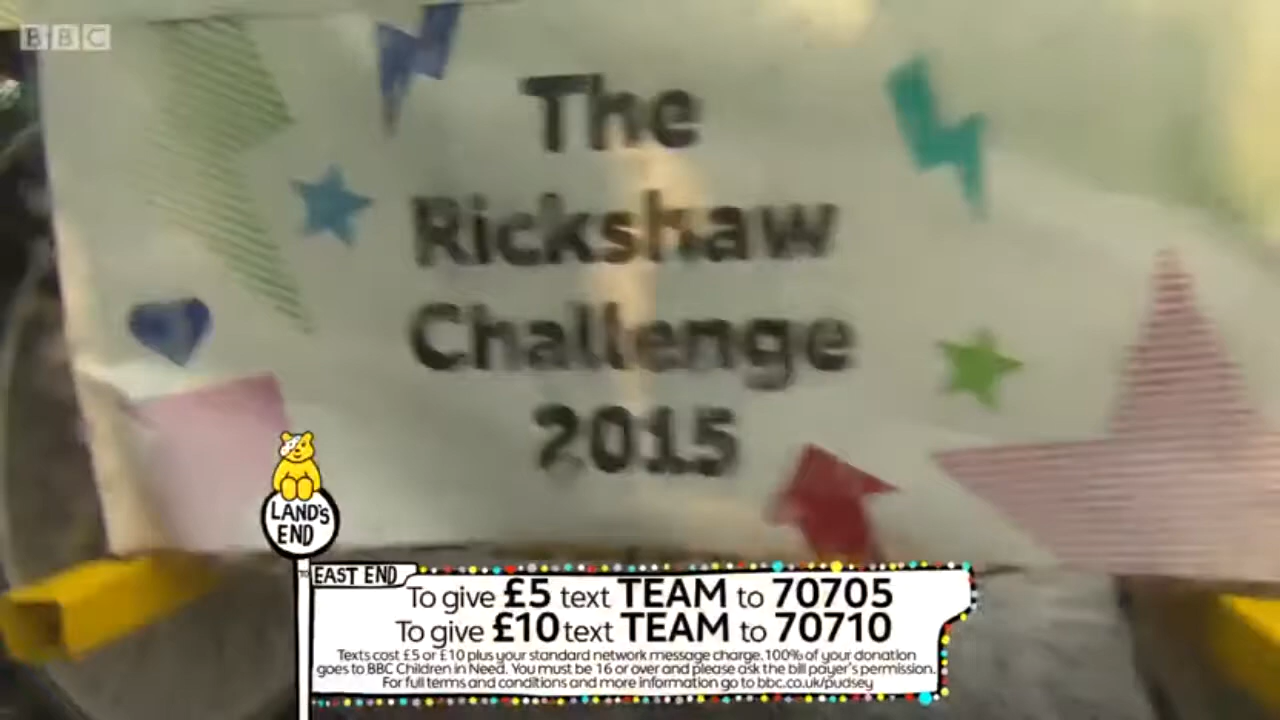 BBC
The
Rickshaw
Challenge
2015
LAND'S
END
TO
EAST END
To give £5 text TEAM to 70705
To give £10 text TEAM to 70710
Texts cost £5 or £10 plus your standard network message charge. 100% of your donation
goes to BBC Children in Need. You must be 16 or over and please ask the bill payer's permission.
For full terms and conditions and more information go to bbc.co.uk/pudsey